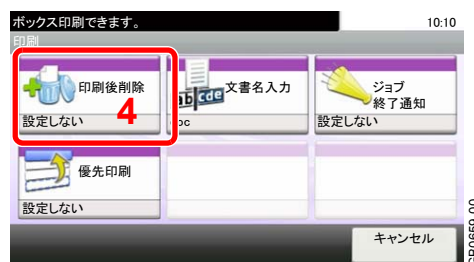 ボックス印刷できます。 10:10
印刷
印刷後削除
設定しない
4
ab cde
文書名入力
ジョブ
終了通知
設定しない
優先印刷
設定しない
キャンセル